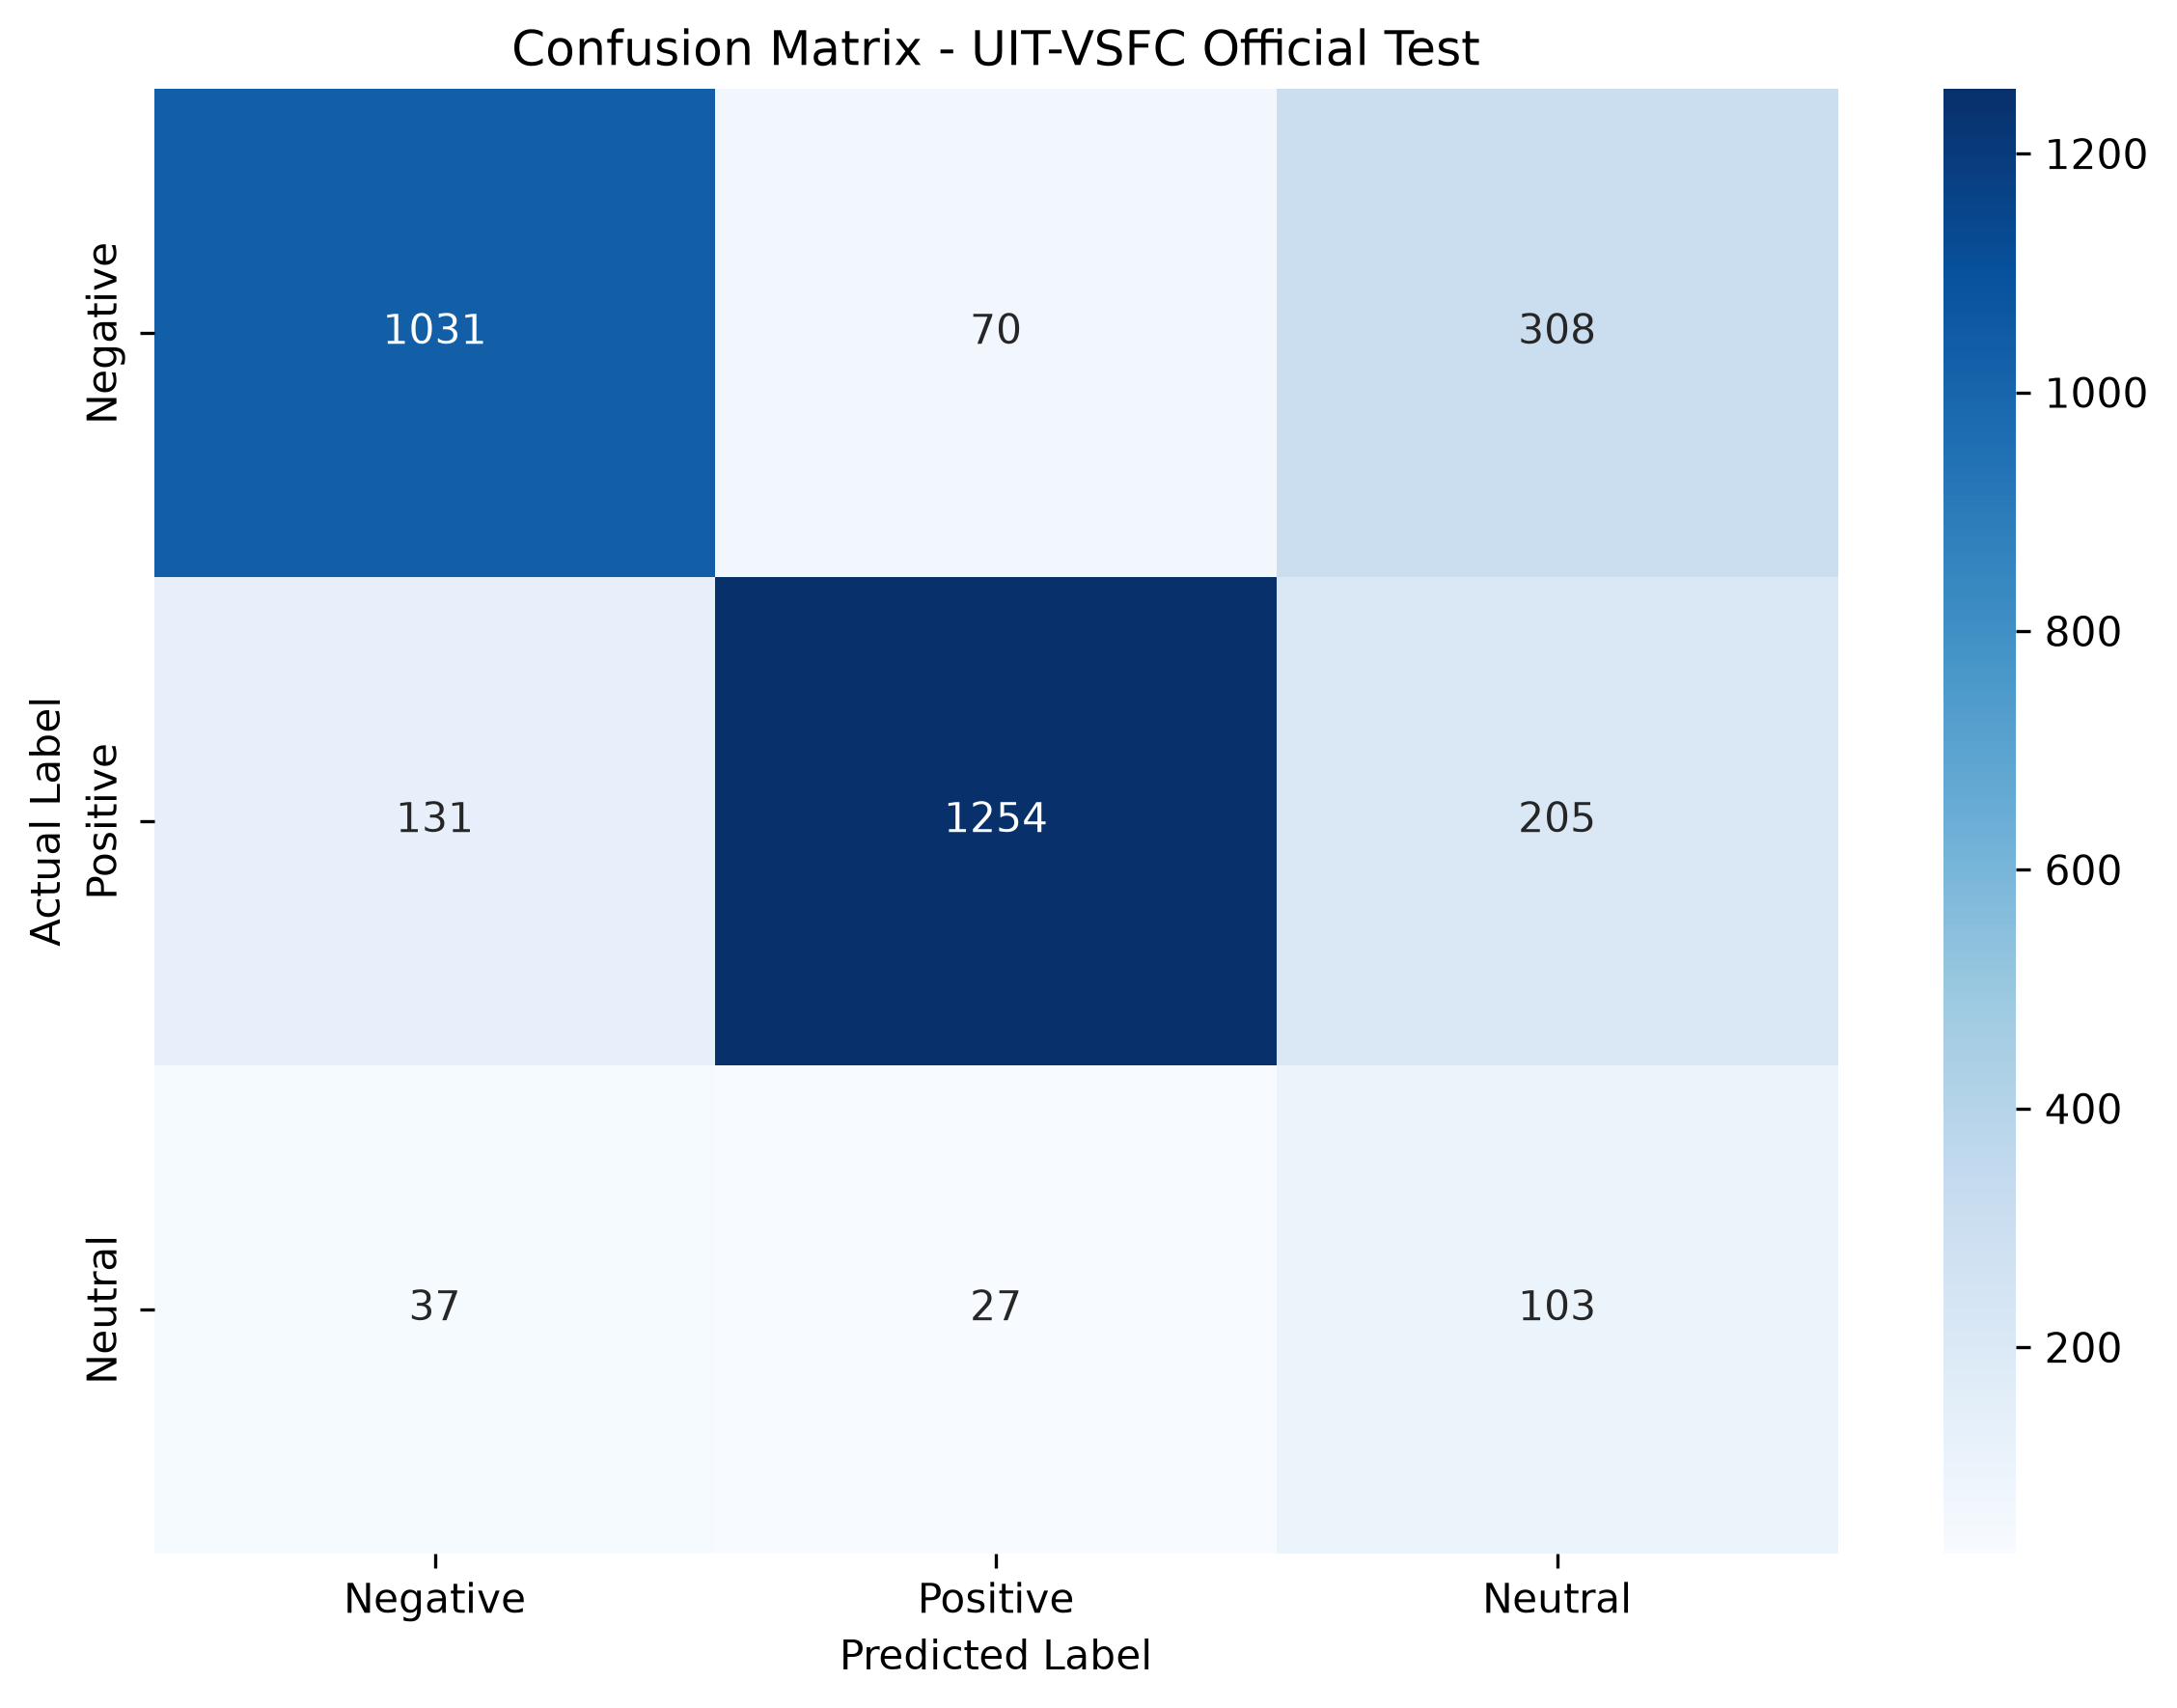 Confusion Matrix - UIT-VSFC Official Test
Actual Label
Negative
1031 70 308
Positive
131 1254 205
Neutral
37 27 103
Negative Positive Neutral
Predicted Label
1200
1000
800
600
400
200